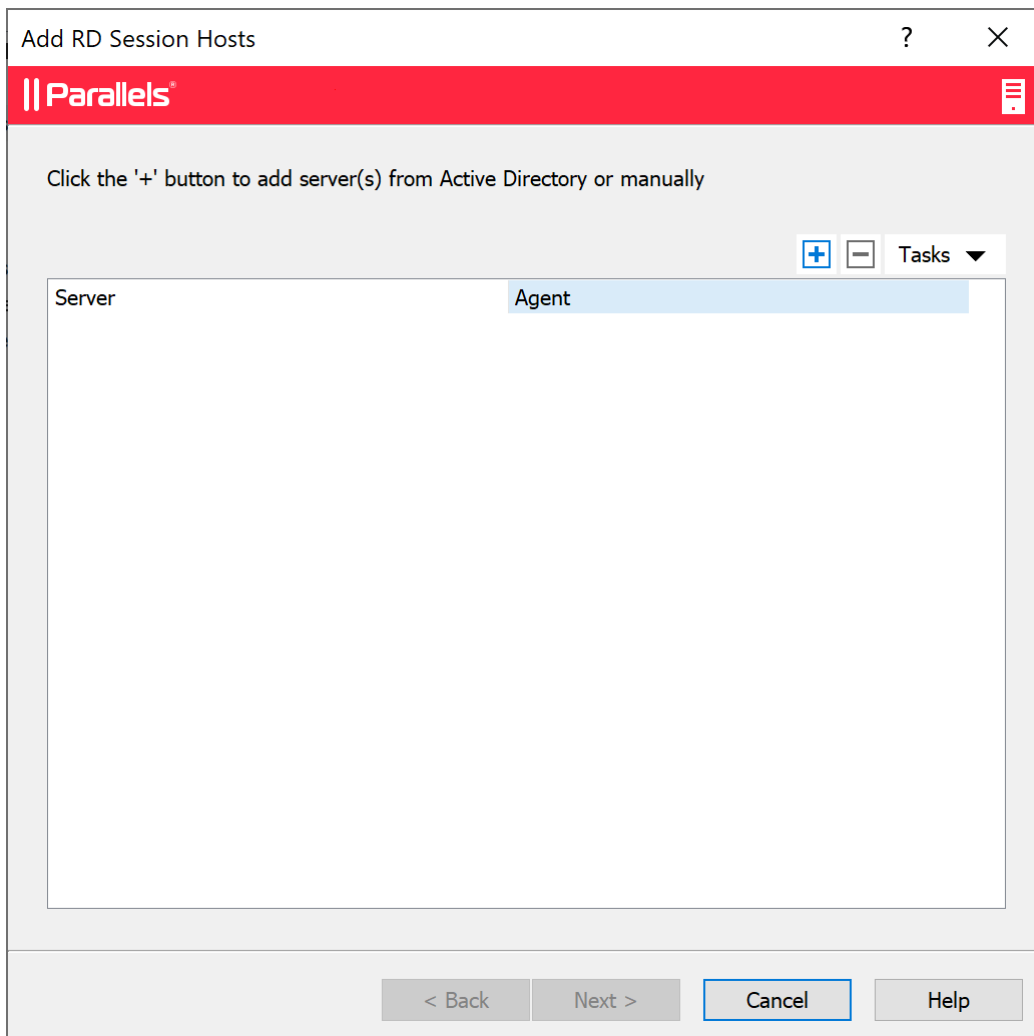 Add RD Session Hosts ?
Parallels®
Click the '+' button to add server(s) from Active Directory or manually
Tasks
Server Agent
< Back Next > Cancel Help